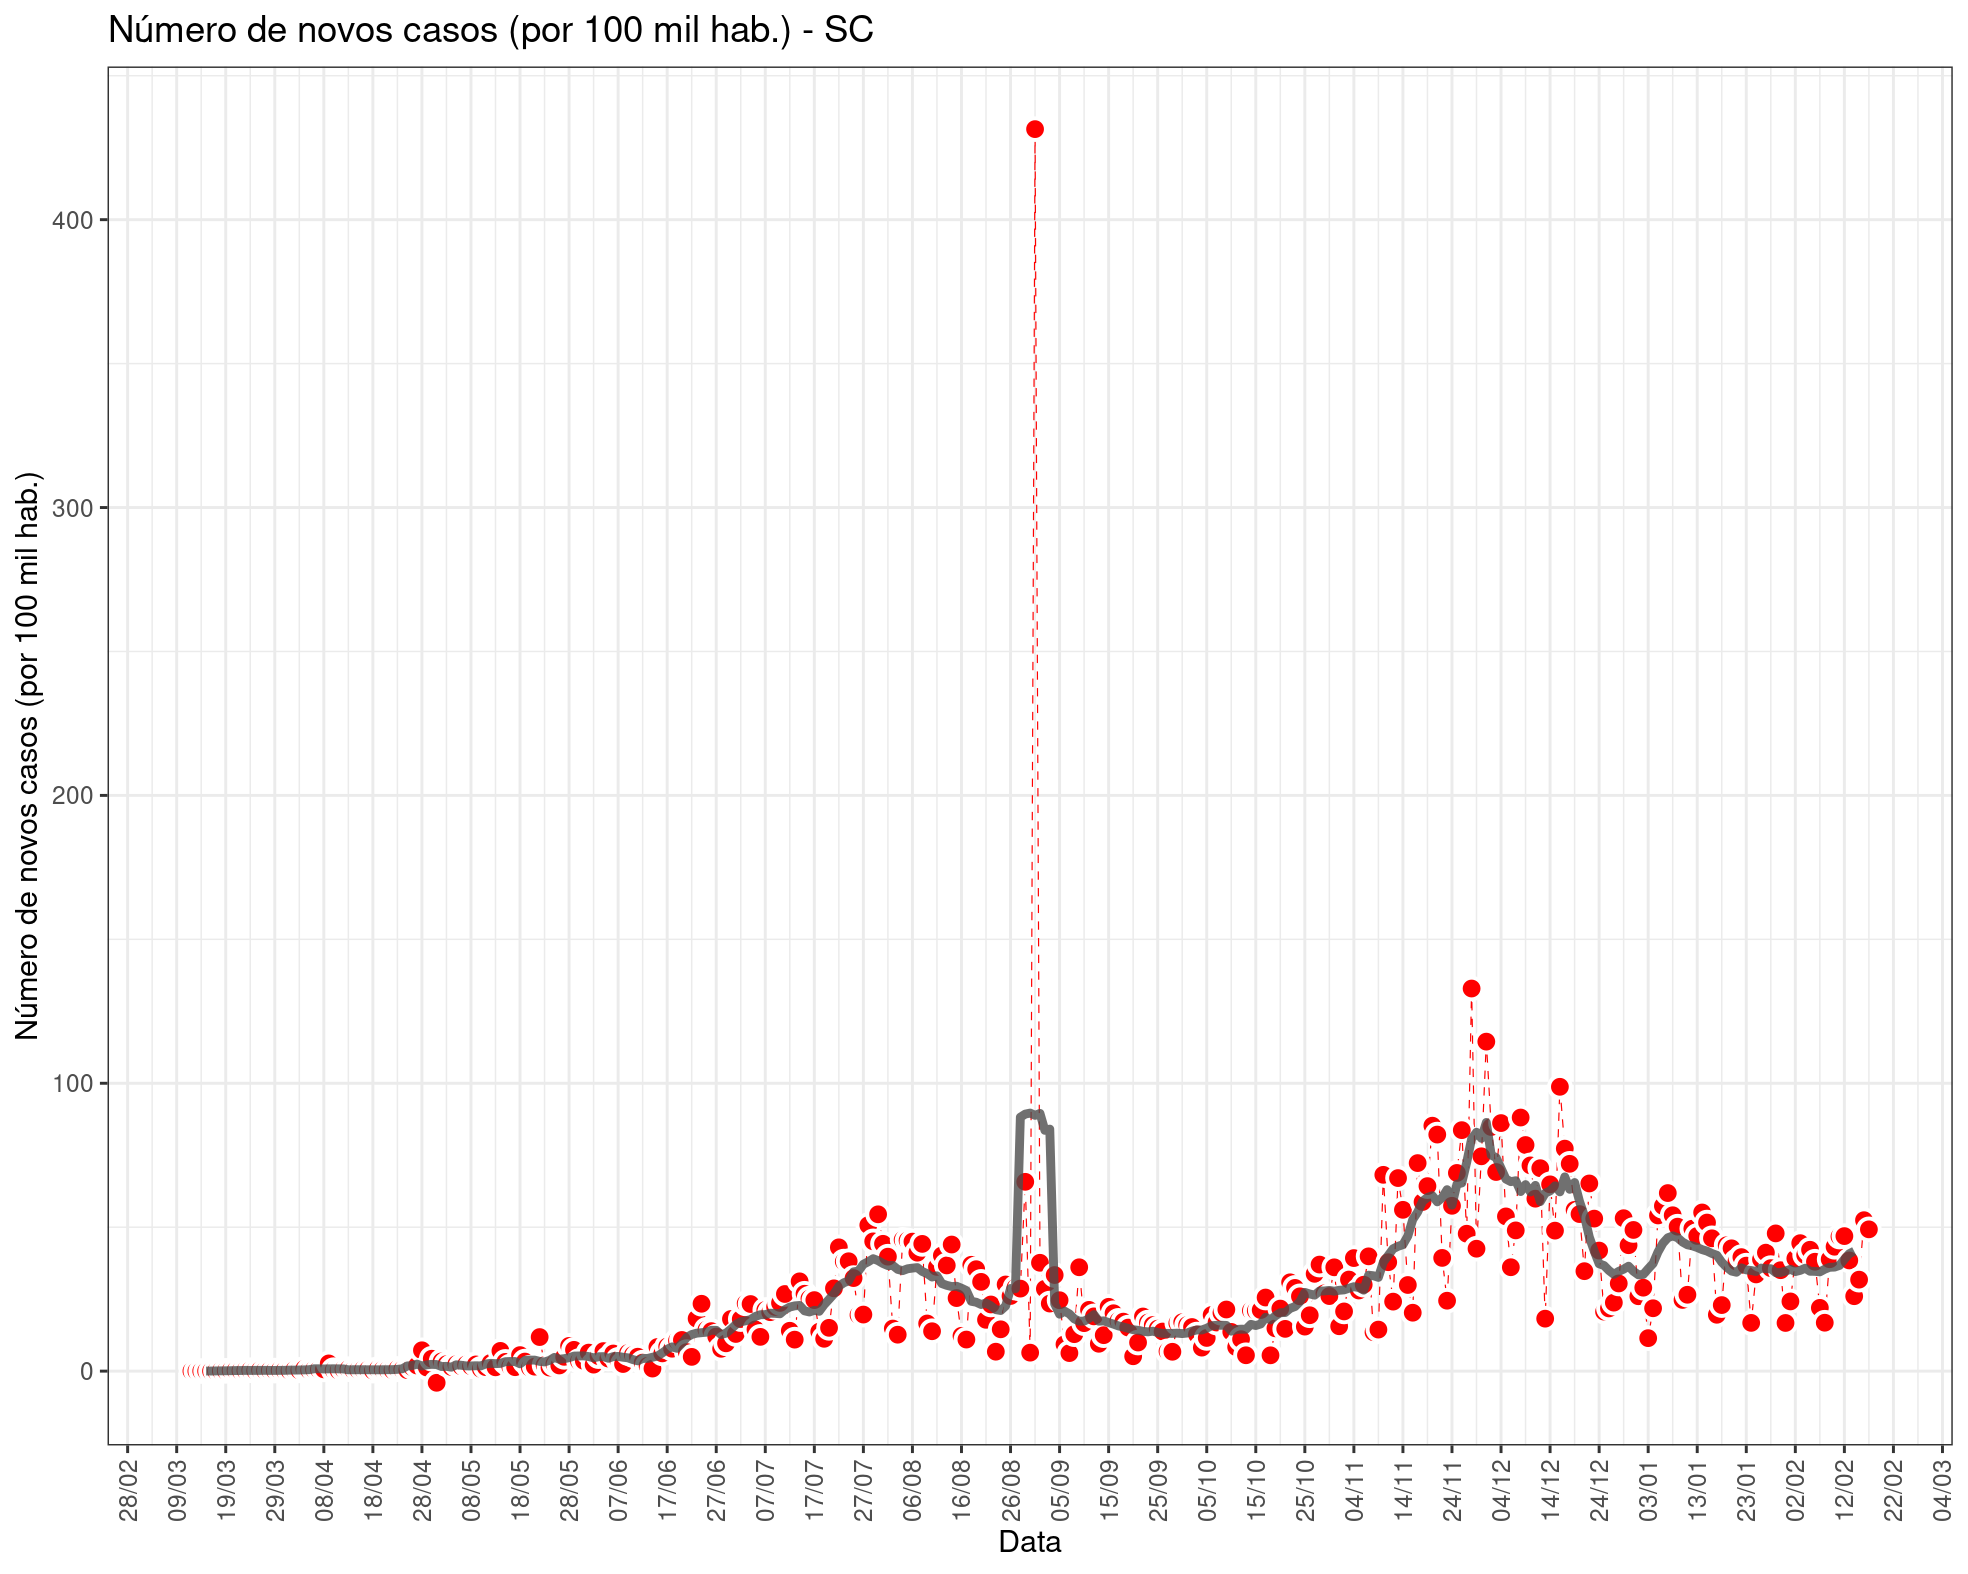 Número de novos casos (por 100 mil hab.) - SC
Número de novos casos (por 100 mil hab.)
400
300
200
100
0
28/02 09/03 19/03 29/03 08/04 18/04 28/04 08/05 18/05 28/05 07/06 17/06 27/06 07/07 17/07 27/07 06/08 16/08 26/08 05/09 15/09 25/09 05/10 15/10 25/10 04/11 14/11 24/11 04/12 14/12 24/12 03/01 13/01 23/01 02/02 12/02 22/02 04/03
Data